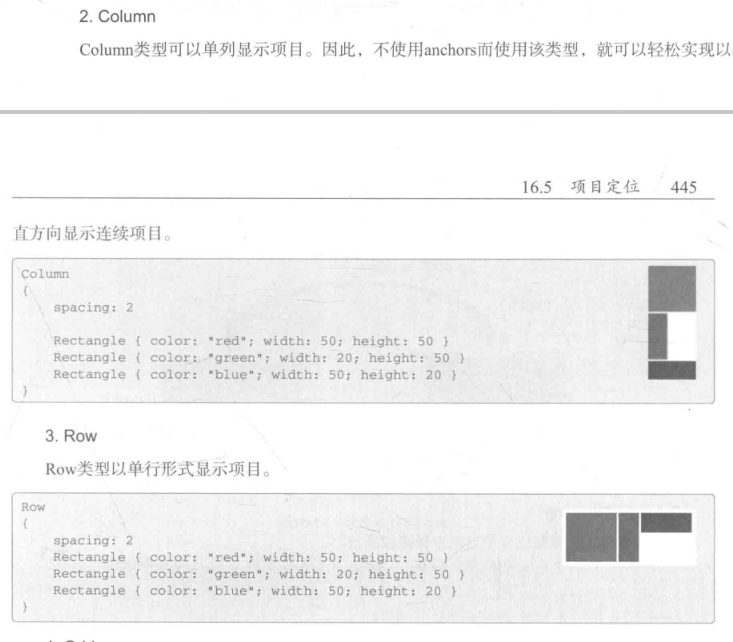 2. Column
Column类型可以单列显示项目。因此，不使用anchors而使用该类型，就可以轻松实现以
16.5 项目定位 445
直方向显示连续项目。
Column
{
spacing: 2
Rectangle { color: "red"; width: 50; height: 50 }
Rectangle { color: "green"; width: 20; height: 50 }
Rectangle { color: "blue"; width: 50; height: 20 }
}
3. Row
Row类型以单行形式显示项目。
Row
{
spacing: 2
Rectangle { color: "red"; width: 50; height: 50 }
Rectangle { color: "green"; width: 20; height: 50 }
Rectangle { color: "blue"; width: 50; height: 20 }
}